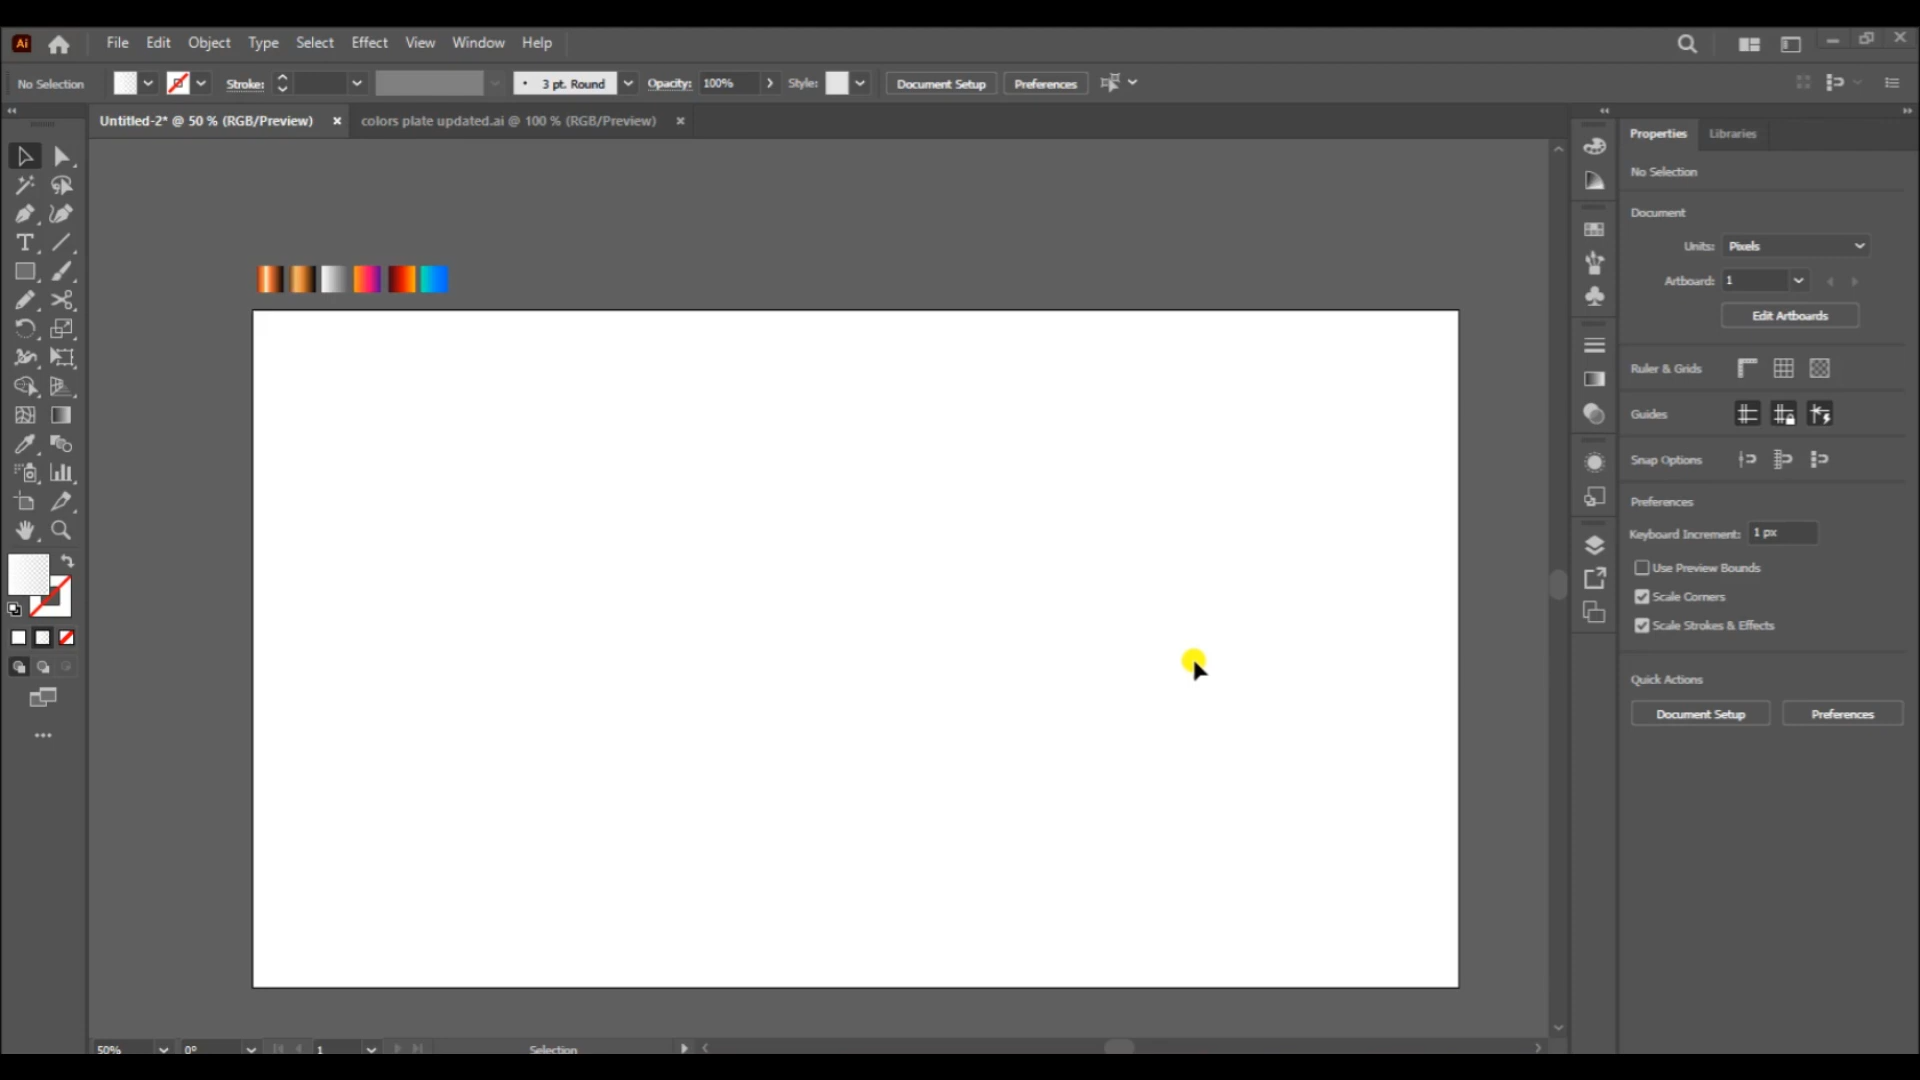 Ai File Edit Object Type Select Effect View Window Help
No Selection Stroke: 3 pt. Round Opacity: 100% Style: Document Setup Preferences
Untitled-2* @ 50 % (RGB/Preview) × colors plate updated.ai @ 100 % (RGB/Preview) ×
Properties Libraries
No Selection
Document
Units: Pixels
Artboard: 1
Edit Artboards
Ruler & Grids
Guides
Snap Options
Preferences
Keyboard Increment: 1 px
Use Preview Bounds
Scale Corners
Scale Strokes & Effects
Quick Actions
Document Setup Preferences
50% 0° 1 Selection